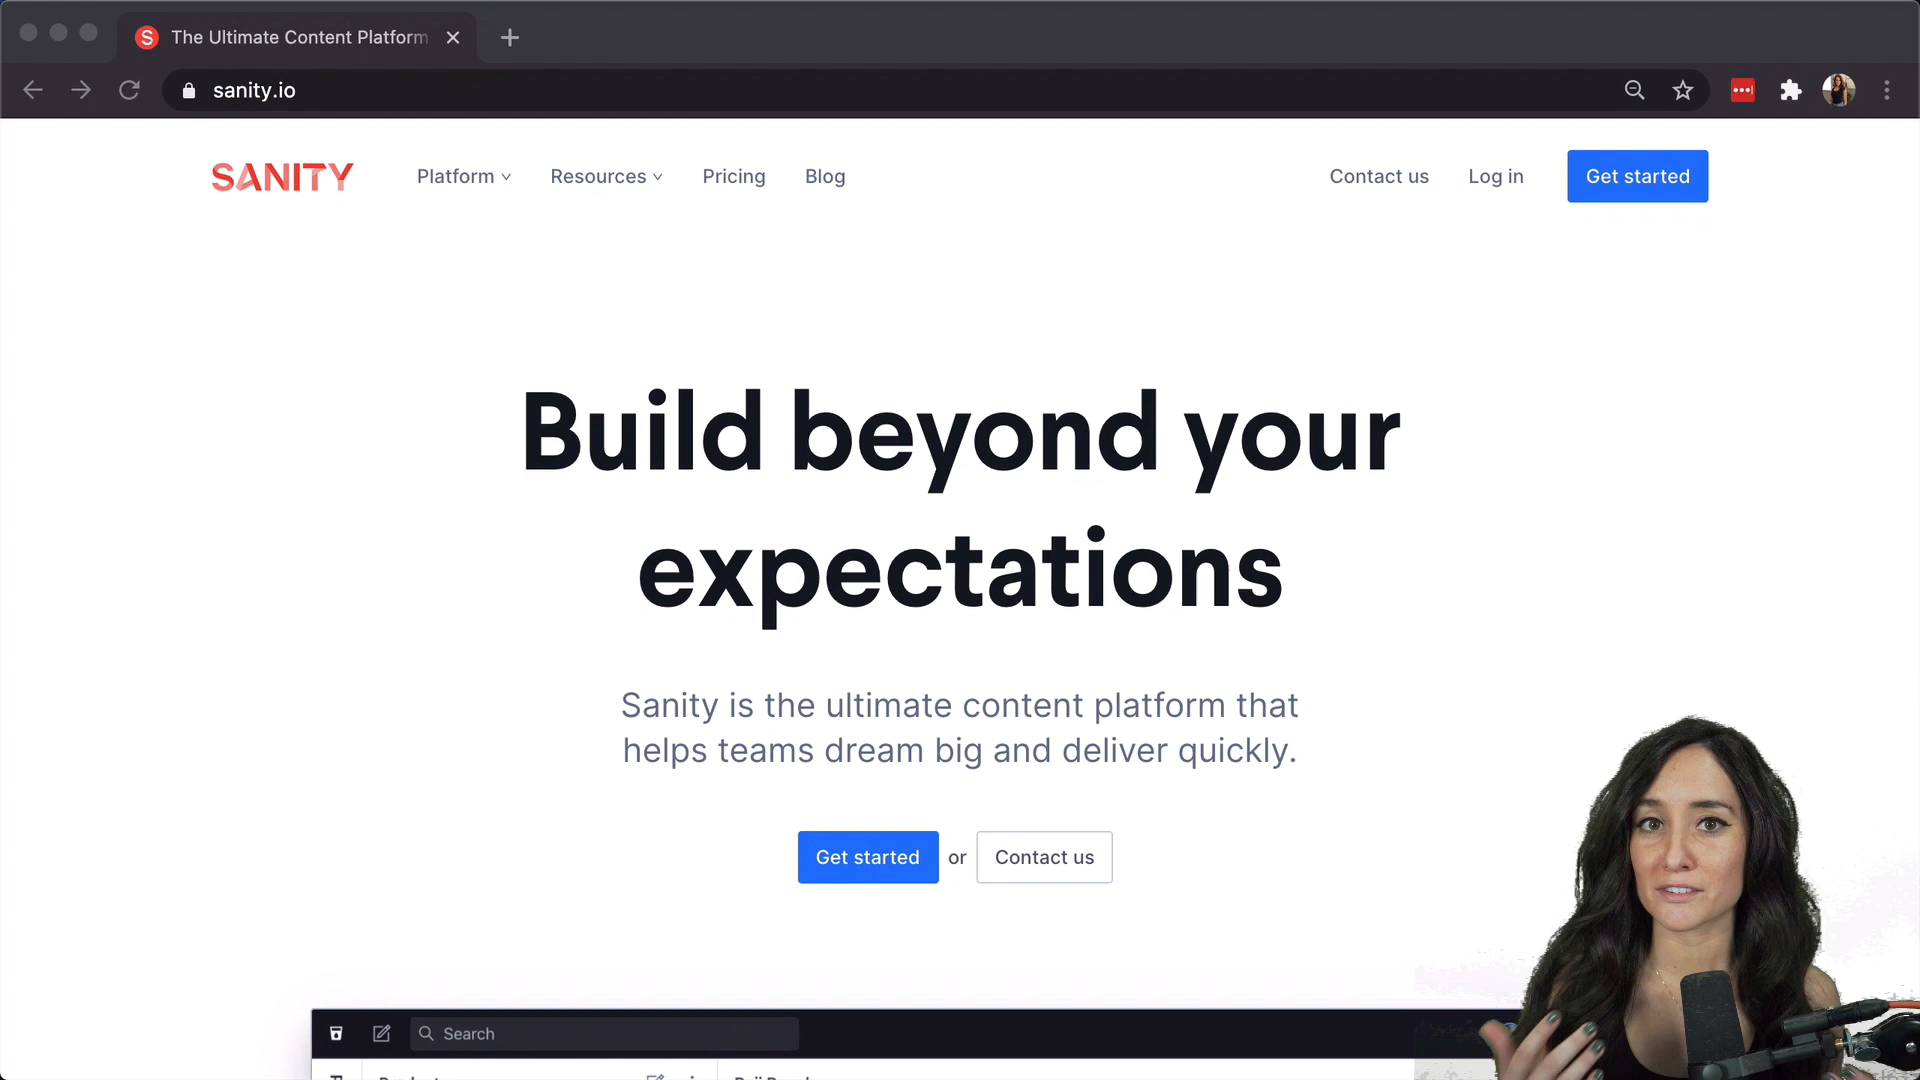 The Ultimate Content Platform
sanity.io
SANITY
Platform
Resources
Pricing
Blog
Contact us
Log in
Get started
Build beyond your
expectations
Sanity is the ultimate content platform that
helps teams dream big and deliver quickly.
Get started
or
Contact us
Search